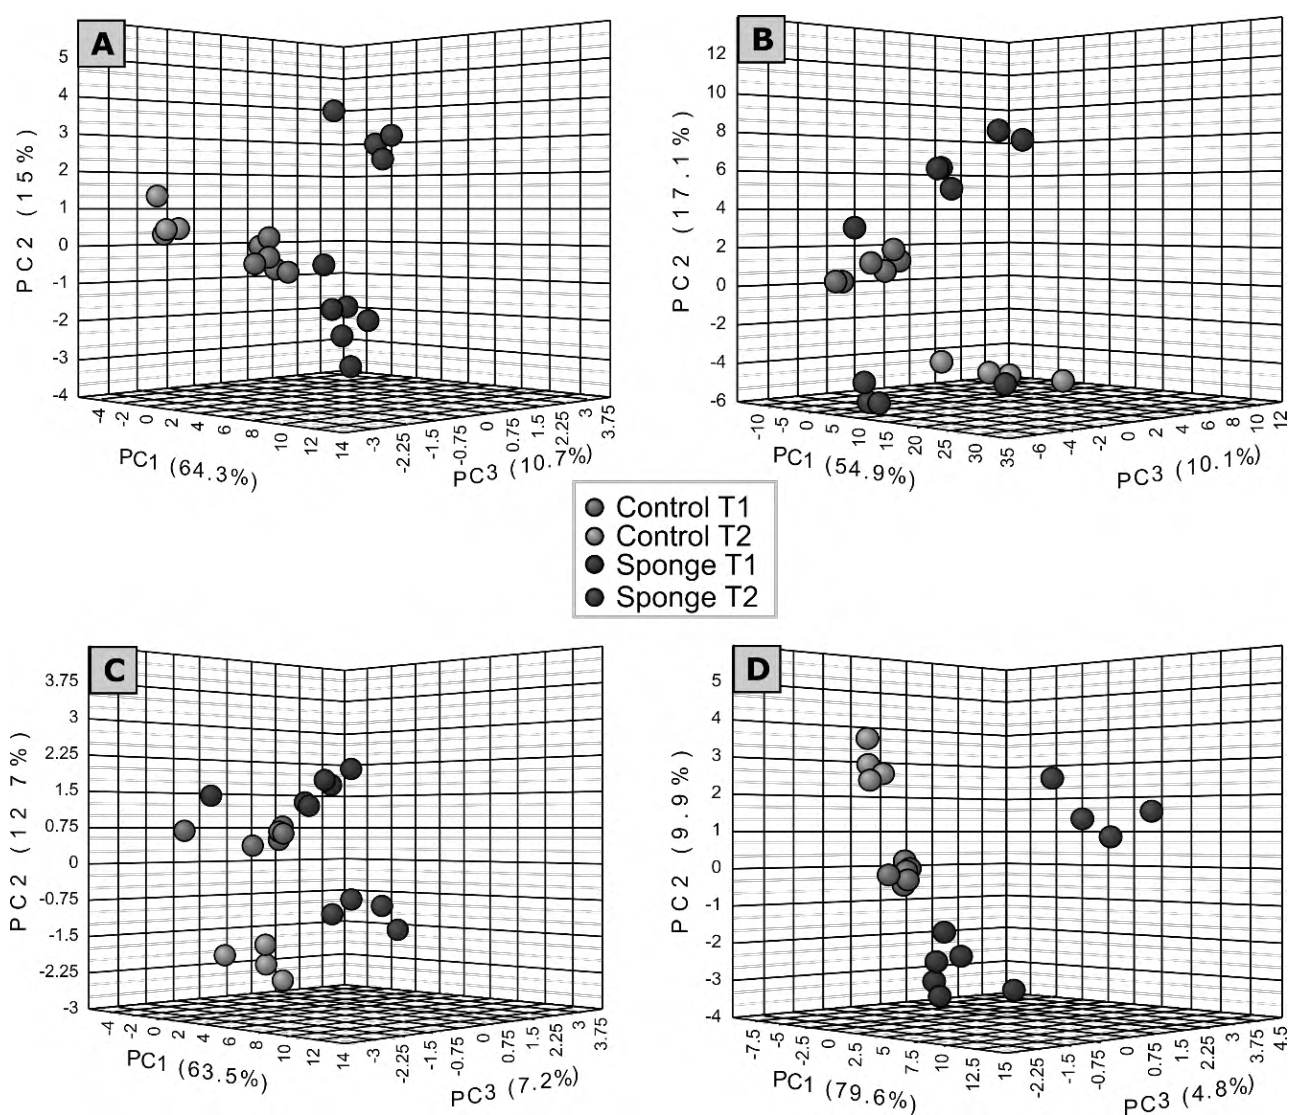 A
5
4
3
2
1
0
-1
-2
-3
-4
PC2 (15%)
-4 -2 0 2 4 6 8 10 12 14
PC1 (64.3%)
-3 -2.25 -1.5 -0.75 0 0.75 1.5 2.25 3 3.75
PC3 (10.7%)
B
12
10
8
6
4
2
0
-2
-4
-6
PC2 (17.1%)
-10 -5 0 5 10 15 20 25 30 35
PC1 (54.9%)
-6 -4 -2 0 2 4 6 8 10 12
PC3 (10.1%)
Control T1
Control T2
Sponge T1
Sponge T2
C
3.75
3
2.25
1.5
0.75
0
-0.75
-1.5
-2.25
-3
PC2 (12 7%)
-4 -2 0 2 4 6 8 10 12 14
PC1 (63.5%)
-3 -2.25 -1.5 -0.75 0 0.75 1.5 2.25 3 3.75
PC3 (7.2%)
D
5
4
3
2
1
0
-1
-2
-3
-4
PC2 (9.9%)
-7.5 -5 -2.5 0 2.5 5 7.5 10 12.5 15
PC1 (79.6%)
-2.25 -1.5 -0.75 0 0.75 1.5 2.25 3 3.75 4.5
PC3 (4.8%)